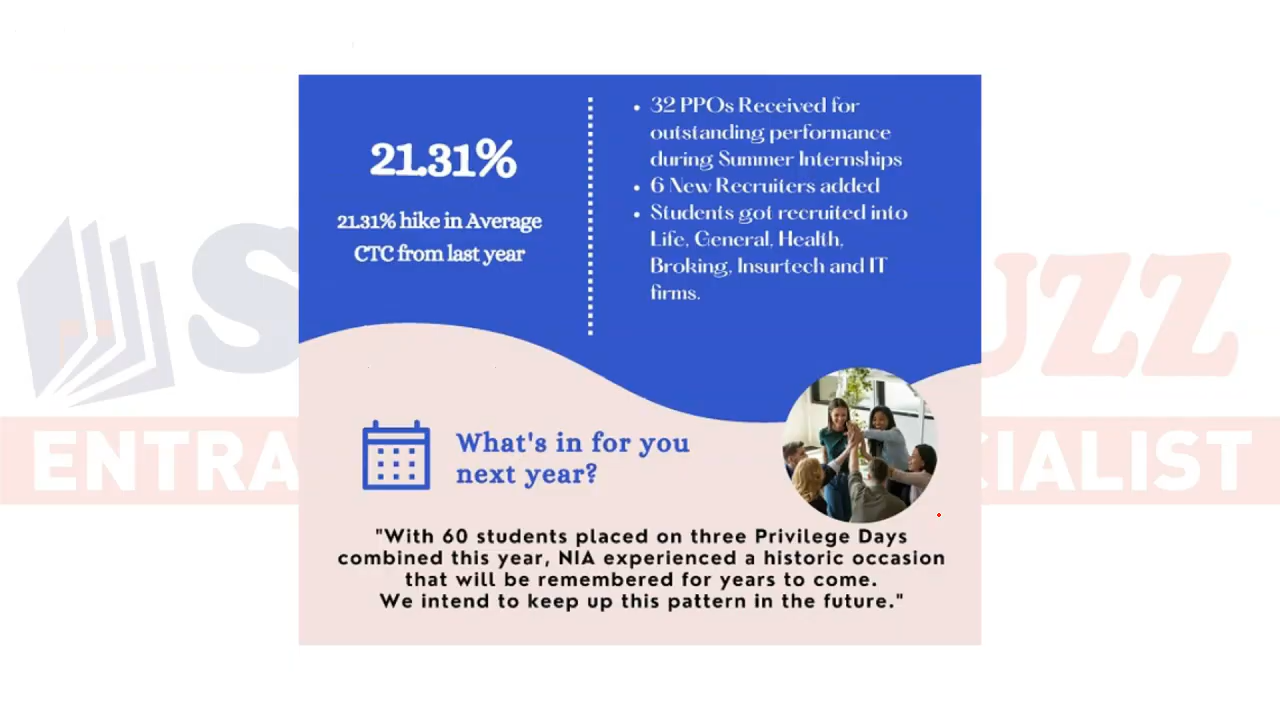 21.31%
21.31% hike in Average
CTC from last year
• 32 PPOs Received for
outstanding performance
during Summer Internships
• 6 New Recruiters added
• Students got recruited into
Life, General, Health,
Broking, Insurtech and IT
firms.
What's in for you
next year?
"With 60 students placed on three Privilege Days
combined this year, NIA experienced a historic occasion
that will be remembered for years to come.
We intend to keep up this pattern in the future."
S
UZZ
ENTRA
CIALIST